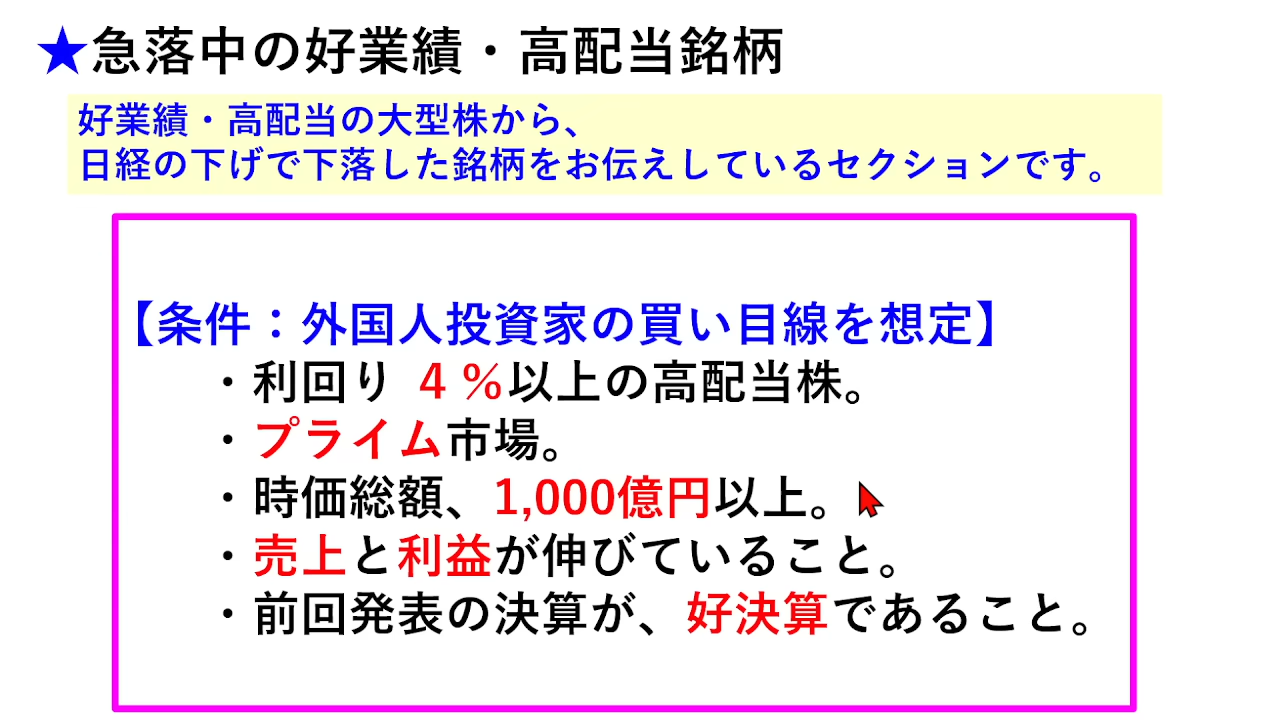 ★急落中の好業績・高配当銘柄
好業績・高配当の大型株から、
日経の下げで下落した銘柄をお伝えしているセクションです。
【条件：外国人投資家の買い目線を想定】
・利回り ４％以上の高配当株。
・プライム市場。
・時価総額、1,000億円以上。
・売上と利益が伸びていること。
・前回発表の決算が、好決算であること。